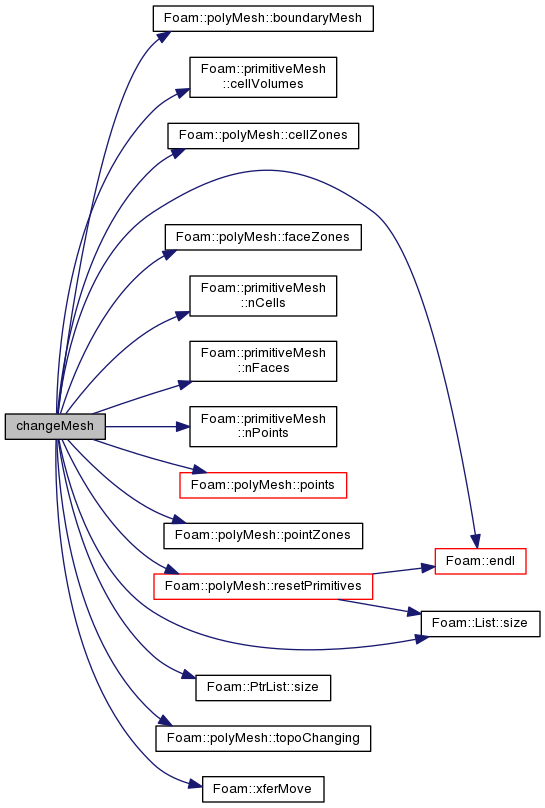 Foam::polyMesh::boundaryMesh
Foam::primitiveMesh
::cellVolumes
Foam::polyMesh::cellZones
Foam::polyMesh::faceZones
Foam::primitiveMesh
::nCells
Foam::primitiveMesh
::nFaces
changeMesh
Foam::primitiveMesh
::nPoints
Foam::polyMesh::points
Foam::polyMesh::pointZones
Foam::endl
Foam::polyMesh::resetPrimitives
Foam::List::size
Foam::PtrList::size
Foam::polyMesh::topoChanging
Foam::xferMove